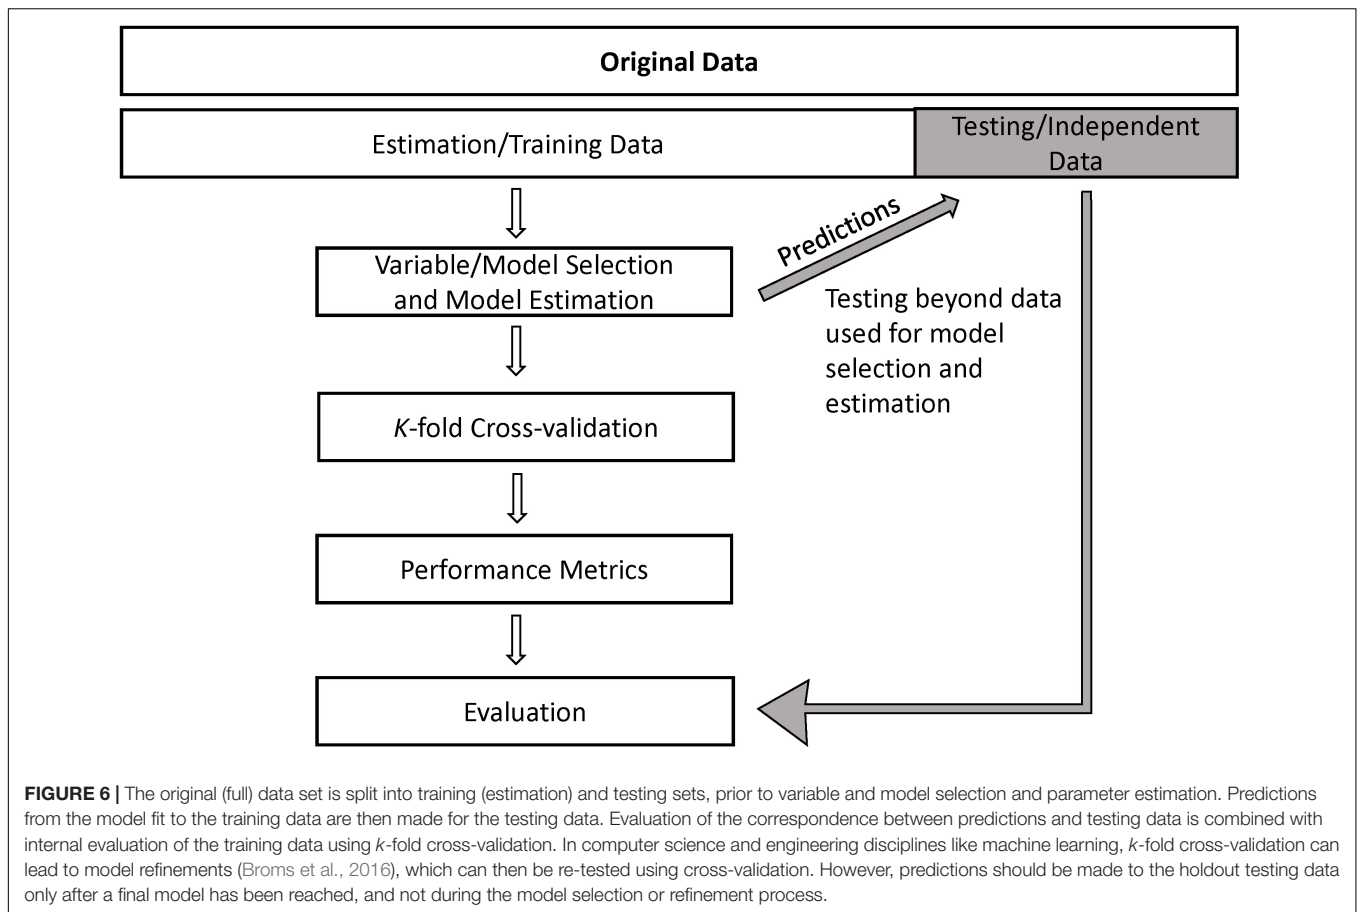 Original Data
Estimation/Training Data
Testing/Independent
Data
Predictions
Variable/Model Selection
and Model Estimation
Testing beyond data
used for model
selection and
estimation
K-fold Cross-validation
Performance Metrics
Evaluation
FIGURE 6 | The original (full) data set is split into training (estimation) and testing sets, prior to variable and model selection and parameter estimation. Predictions
from the model fit to the training data are then made for the testing data. Evaluation of the correspondence between predictions and testing data is combined with
internal evaluation of the training data using k-fold cross-validation. In computer science and engineering disciplines like machine learning, k-fold cross-validation can
lead to model refinements (Broms et al., 2016), which can then be re-tested using cross-validation. However, predictions should be made to the holdout testing data
only after a final model has been reached, and not during the model selection or refinement process.